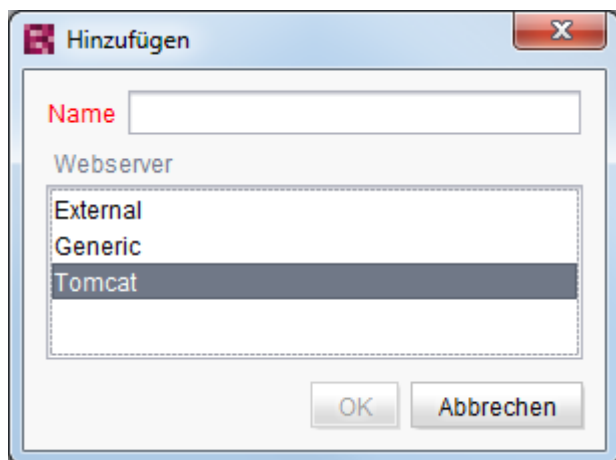 Hinzufügen
Name
Webserver
External
Generic
Tomcat
OK
Abbrechen